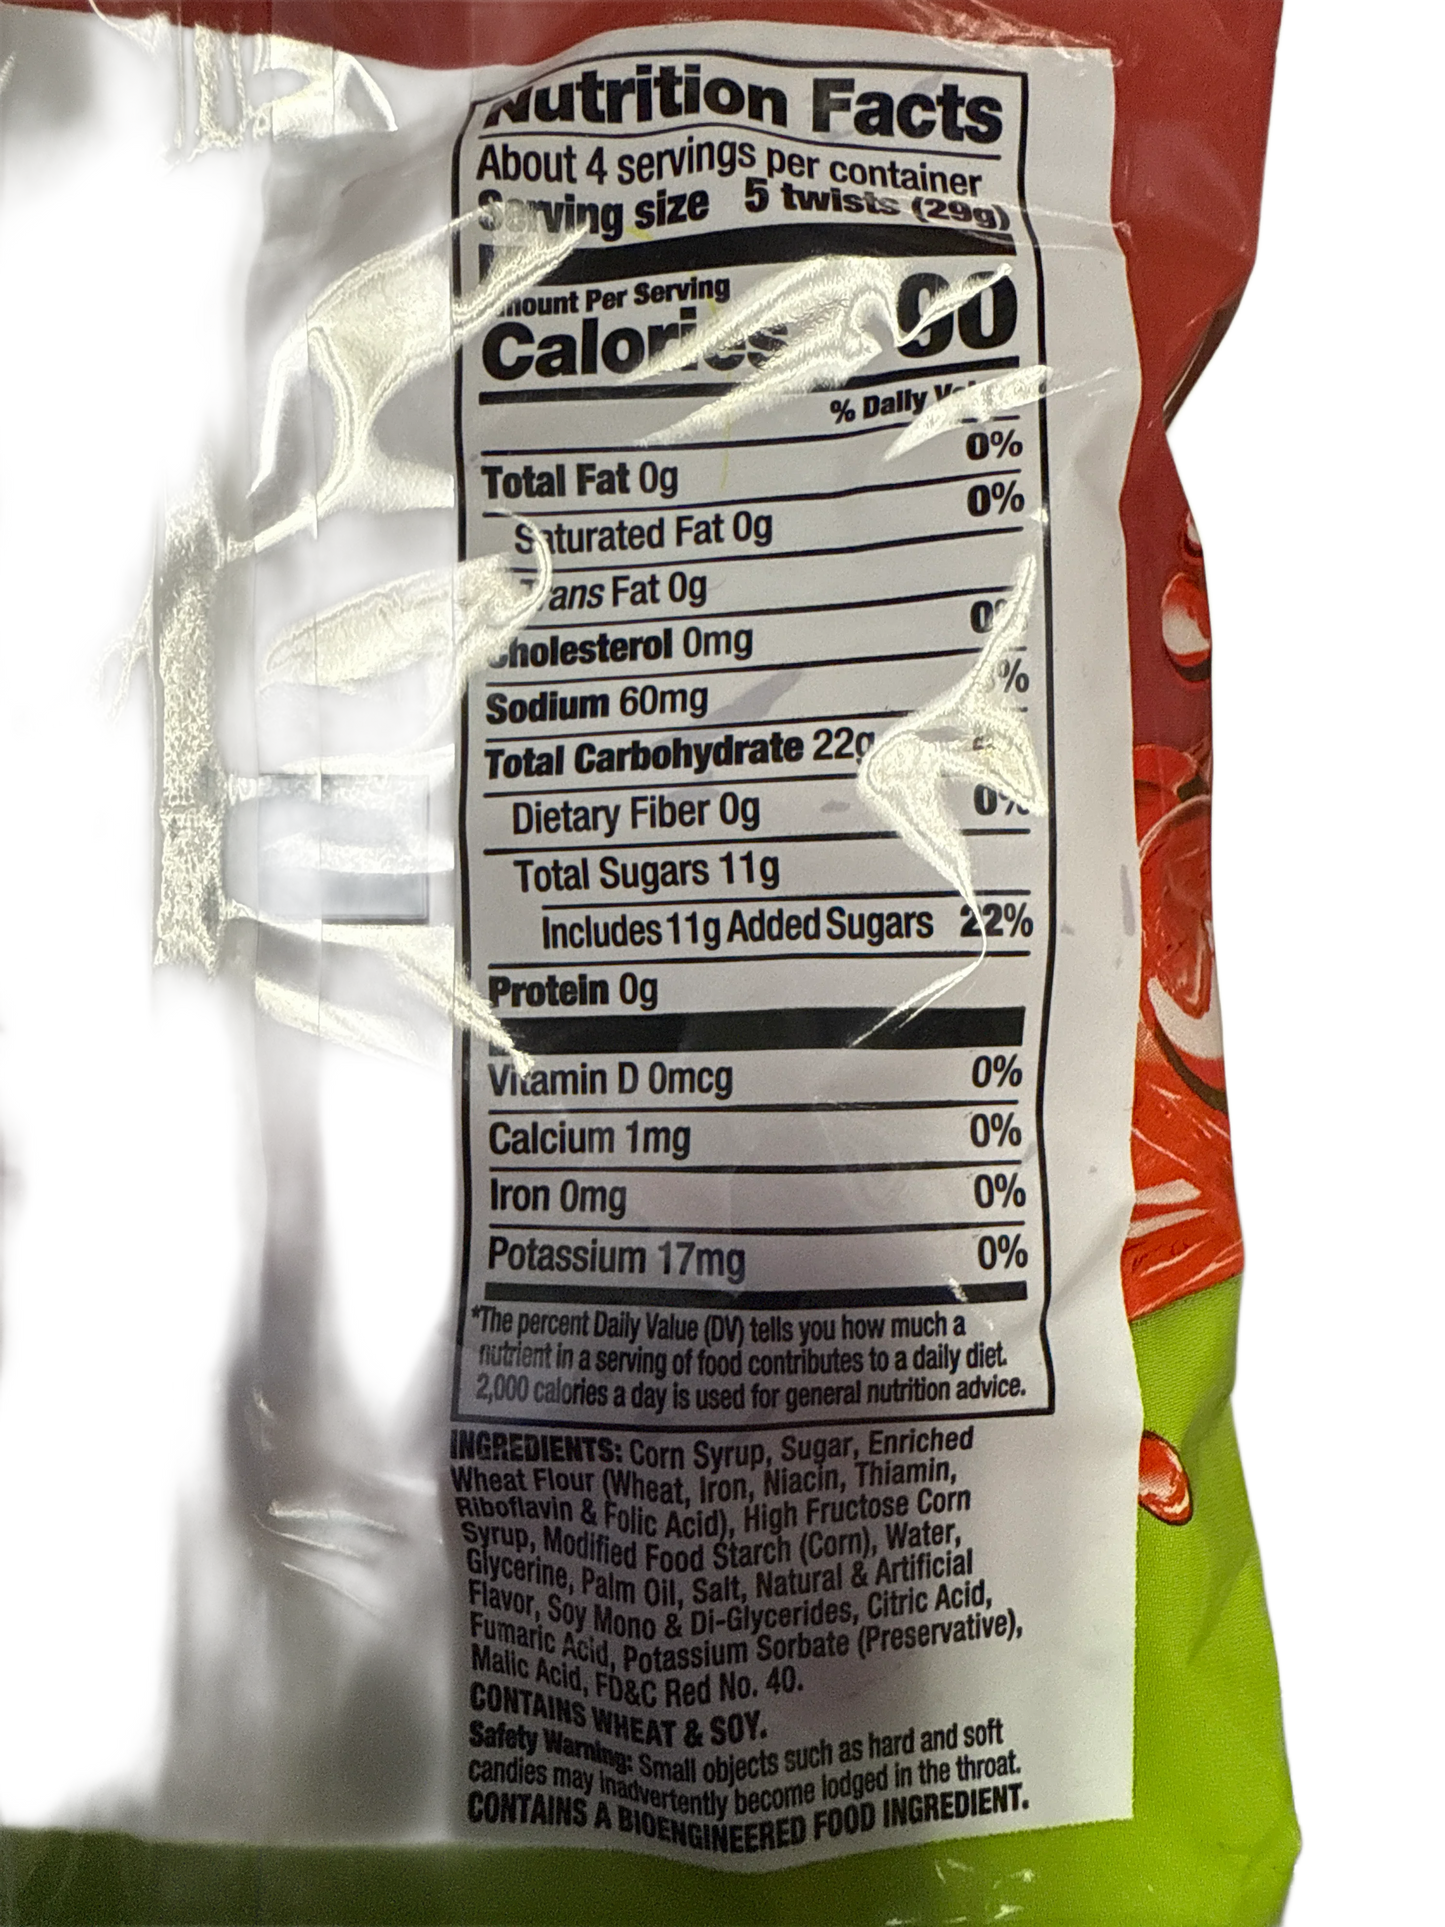 Nutrition Facts
About 4 servings per container
Serving size 5 twists (29g)
Amount Per Serving
Calories 90
% Daily
Total Fat 0g 0%
Saturated Fat 0g 0%
Trans Fat 0g
Cholesterol 0mg
Sodium 60mg
Total Carbohydrate 22g
Dietary Fiber 0g 0%
Total Sugars 11g
Includes 11g Added Sugars 22%
Protein 0g
Vitamin D 0mcg 0%
Calcium 1mg 0%
Iron 0mg 0%
Potassium 17mg 0%
*The percent Daily Value (DV) tells you how much a
nutrient in a serving of food contributes to a daily diet.
2,000 calories a day is used for general nutrition advice.
INGREDIENTS: Corn Syrup, Sugar, Enriched
Wheat Flour (Wheat, Iron, Niacin, Thiamin,
Riboflavin & Folic Acid), High Fructose Corn
Syrup, Modified Food Starch (Corn), Water,
Glycerine, Palm Oil, Salt, Natural & Artificial
Flavor, Soy Mono & Di-Glycerides, Citric Acid,
Fumaric Acid, Potassium Sorbate (Preservative),
Malic Acid, FD&C Red No. 40.
CONTAINS WHEAT & SOY.
Safety Warning: Small objects such as hard and soft
candies may inadvertently become lodged in the throat.
CONTAINS A BIOENGINEERED FOOD INGREDIENT.